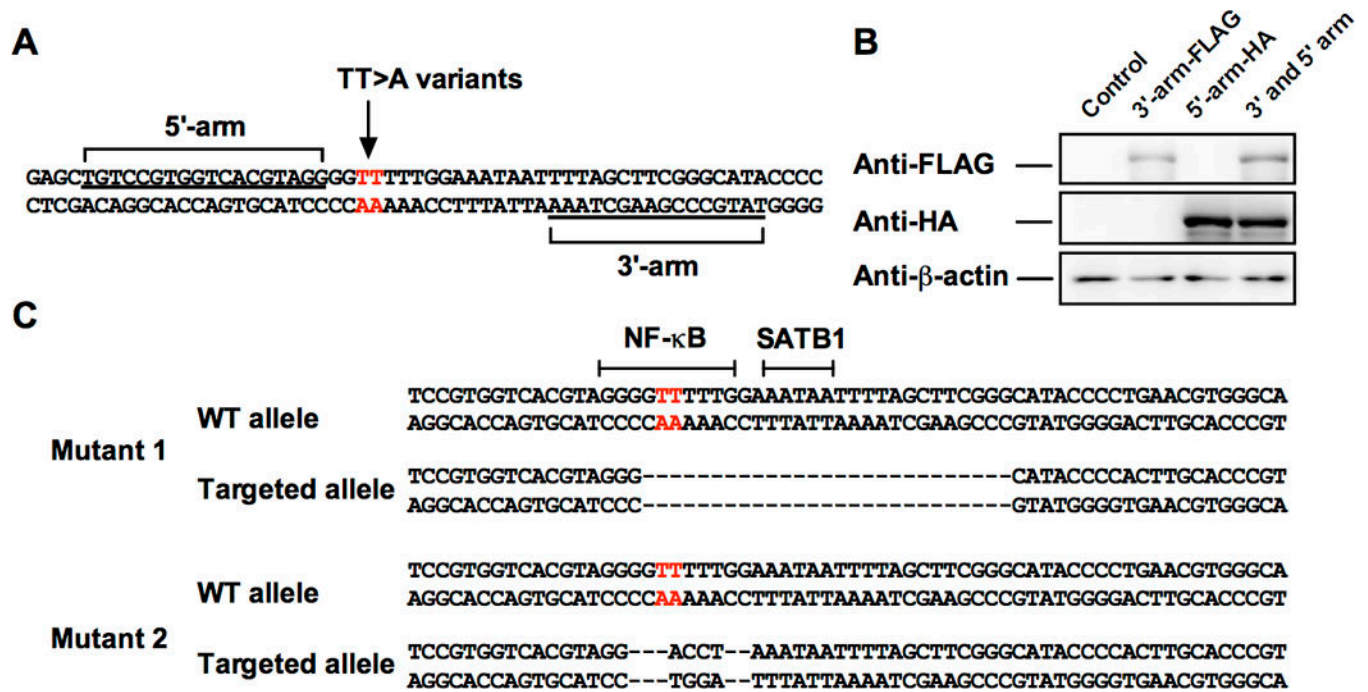 A
TT>A variants
5'-arm
GAGCTGTCCGTGGTCACGTAGGGGTTTTTGGAAATAATTTTAGCTTCGGGCATACCCC
CTCGACAGGCACCAGTGCATCCCCAAAAACCTTTATTAAAATCGAAGCCCGTATGGGG
3'-arm
B
Control
3'-arm-FLAG
5'-arm-HA
3' and 5' arm
Anti-FLAG
Anti-HA
Anti-β-actin
C
NF-κB
SATB1
Mutant 1
WT allele
TCCGTGGTCACGTAGGGGTTTTTGGAAATAATTTTAGCTTCGGGCATACCCCTGAACGTGGGCA
AGGCACCAGTGCATCCCCAAAAACCTTTATTAAAATCGAAGCCCGTATGGGGACTTGCACCCGT
Targeted allele
TCCGTGGTCACGTAGGG---------------------------CATACCCCACTTGCACCCGT
AGGCACCAGTGCATCCC---------------------------GTATGGGGTGAACGTGGGCA
Mutant 2
WT allele
TCCGTGGTCACGTAGGGGTTTTTGGAAATAATTTTAGCTTCGGGCATACCCCTGAACGTGGGCA
AGGCACCAGTGCATCCCCAAAAACCTTTATTAAAATCGAAGCCCGTATGGGGACTTGCACCCGT
Targeted allele
TCCGTGGTCACGTAGG---ACCT--AAATAATTTTAGCTTCGGGCATACCCCACTTGCACCCGT
AGGCACCAGTGCATCC---TGGA--TTTATTAAAATCGAAGCCCGTATGGGGTGAACGTGGGCA